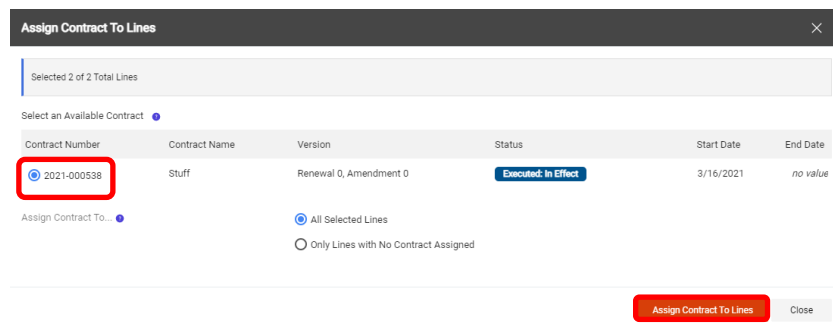 Assign Contract To Lines
Selected 2 of 2 Total Lines
Select an Available Contract
Contract Number Contract Name Version Status Start Date End Date
2021-000538 Stuff Renewal 0, Amendment 0 Executed: In Effect 3/16/2021 no value
Assign Contract To... All Selected Lines
Only Lines with No Contract Assigned
Assign Contract To Lines Close